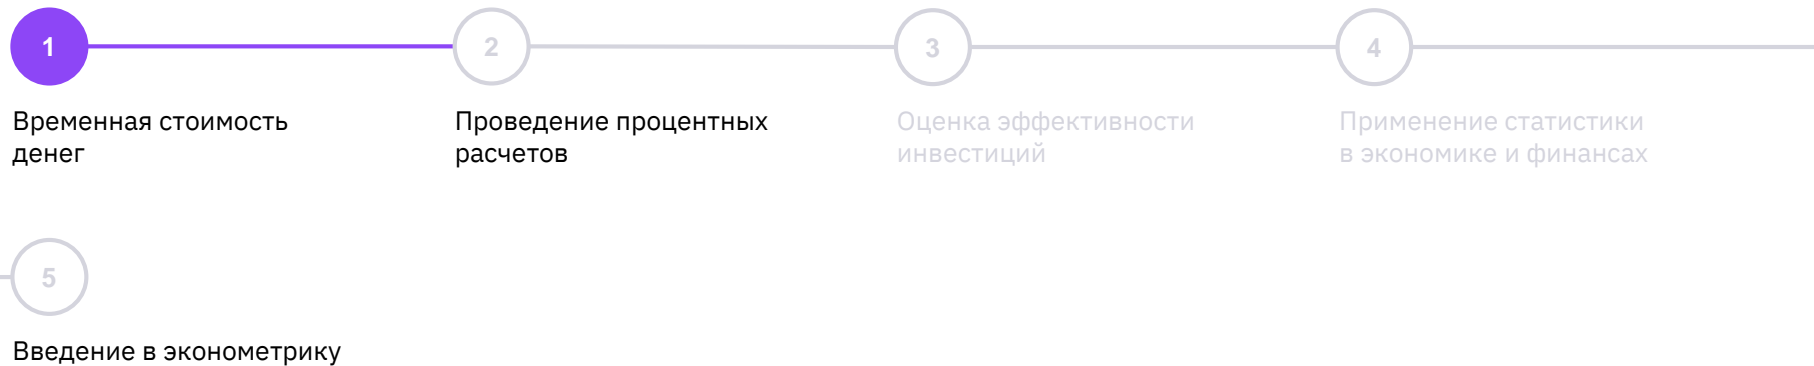 1
2
3
4
Временная стоимость
денег
Проведение процентных
расчетов
Оценка эффективности
инвестиций
Применение статистики
в экономике и финансах
5
Введение в эконометрику